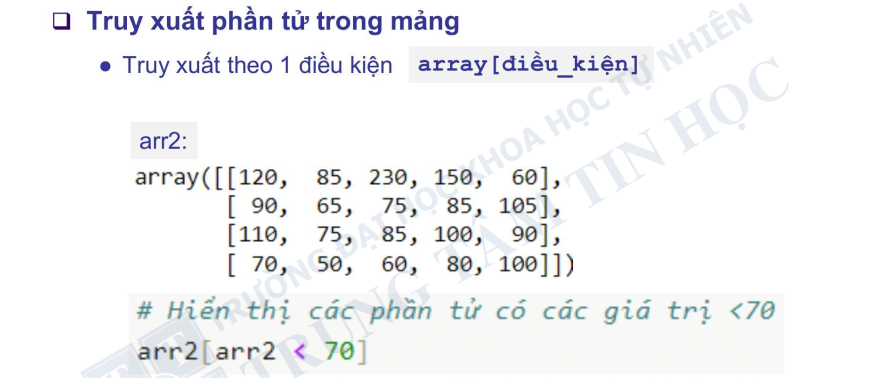 Truy xuất phần tử trong mảng
Truy xuất theo 1 điều kiện array[điều_kiện]
arr2:
array([[120, 85, 230, 150, 60],
[ 90, 65, 75, 85, 105],
[110, 75, 85, 100, 90],
[ 70, 50, 60, 80, 100]])
# Hiển thị các phần tử có các giá trị <70
arr2[arr2 < 70]
TRƯỜNG ĐẠI HỌC KHOA HỌC TỰ NHIÊN
TRUNG TÂM TIN HỌC